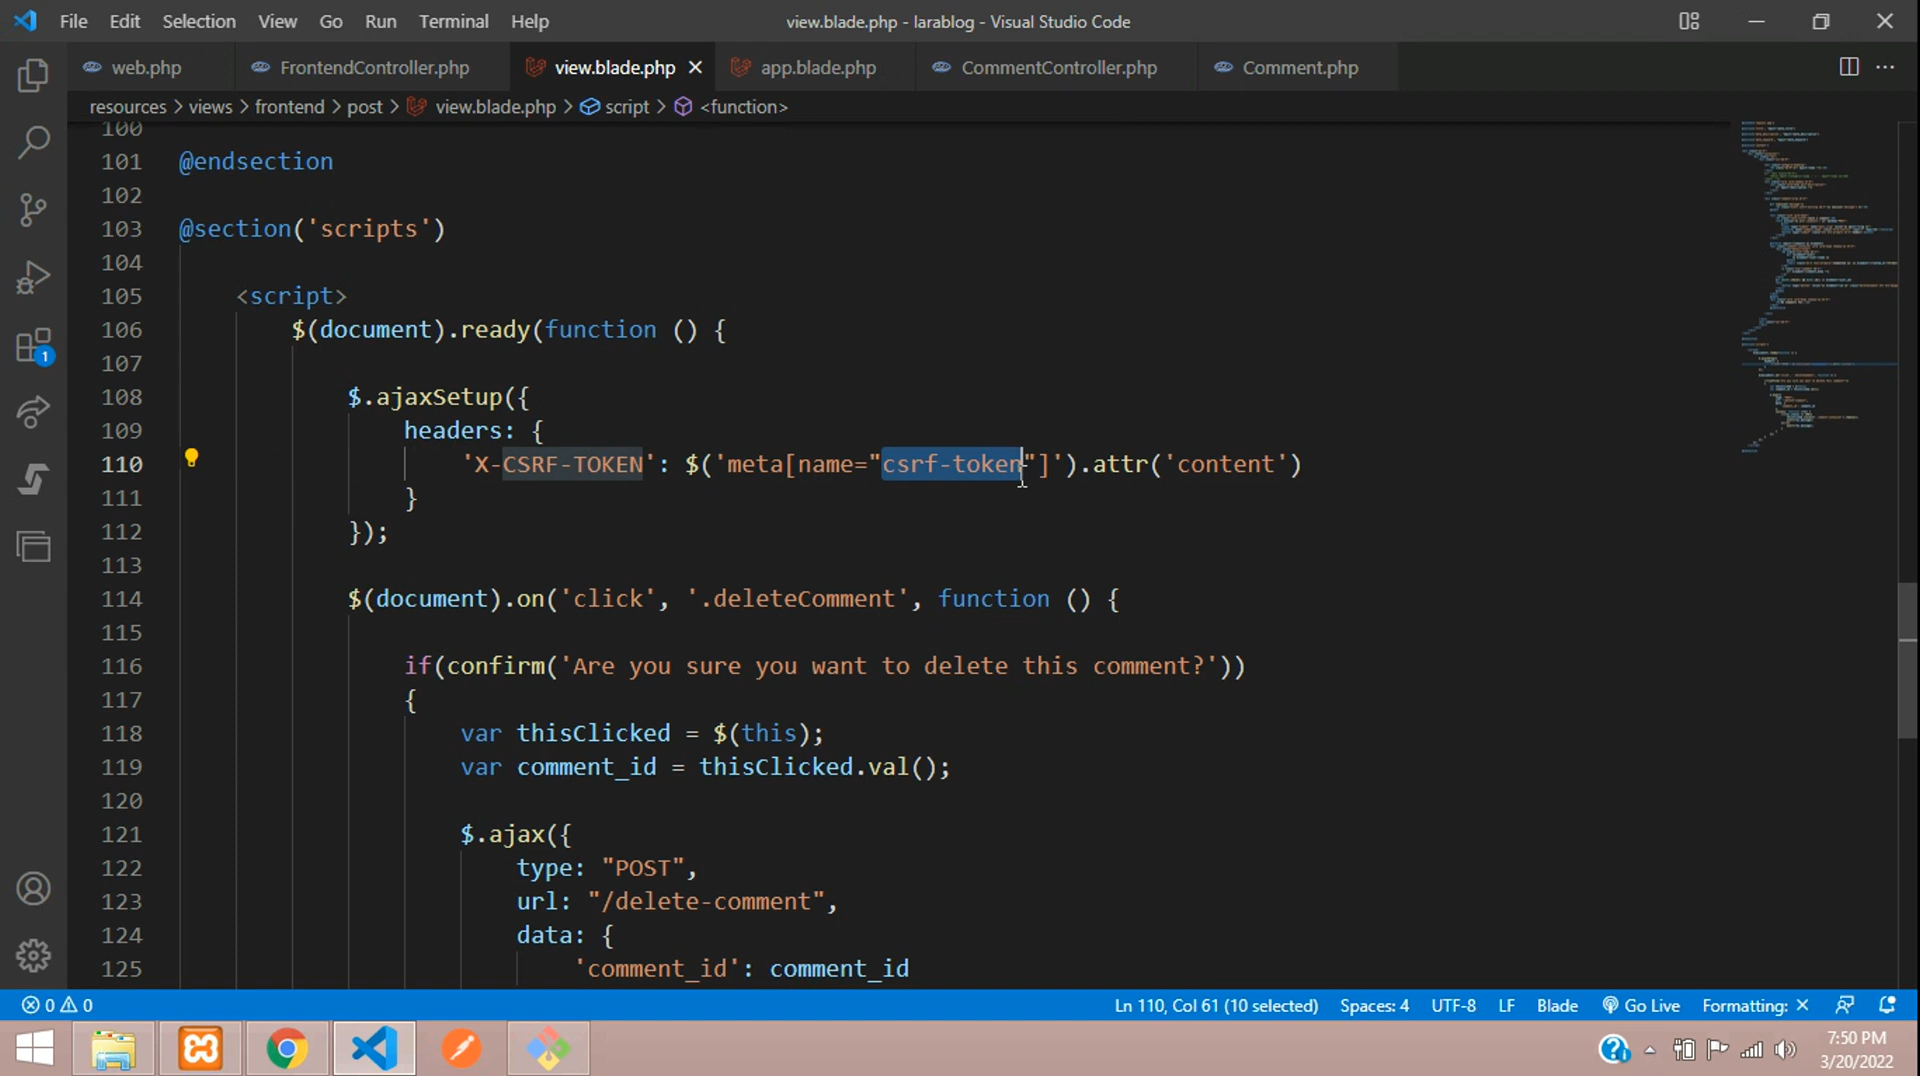 File Edit Selection View Go Run Terminal Help view.blade.php - larablog - Visual Studio Code
web.php FrontendController.php view.blade.php app.blade.php CommentController.php Comment.php
resources > views > frontend > post > view.blade.php > script > <function>
100
101 @endsection
102
103 @section('scripts')
104
105 <script>
106 $(document).ready(function () {
107
108 $.ajaxSetup({
109 headers: {
110 'X-CSRF-TOKEN': $('meta[name="csrf-token"]').attr('content')
111 }
112 });
113
114 $(document).on('click', '.deleteComment', function () {
115
116 if(confirm('Are you sure you want to delete this comment?'))
117 {
118 var thisClicked = $(this);
119 var comment_id = thisClicked.val();
120
121 $.ajax({
122 type: "POST",
123 url: "/delete-comment",
124 data: {
125 'comment_id': comment_id
1
0 0 Ln 110, Col 61 (10 selected) Spaces: 4 UTF-8 LF Blade Go Live Formatting: ×
7:50 PM
3/20/2022